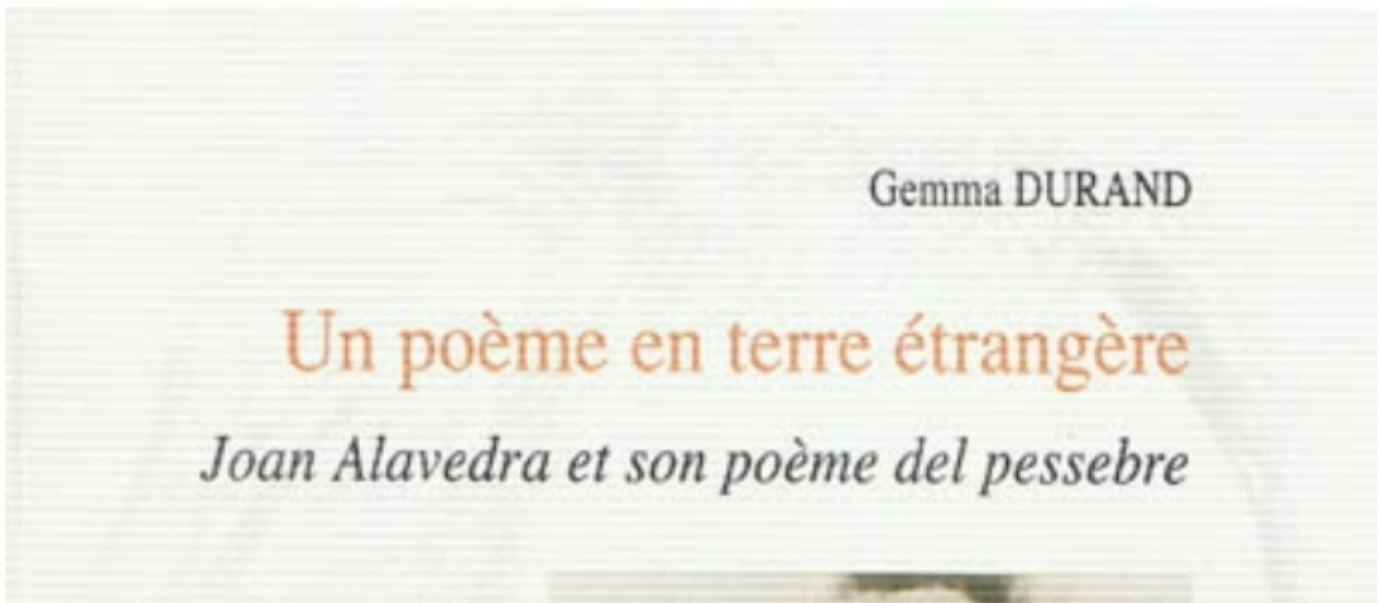 Gemma DURAND
Un poème en terre étrangère
Joan Alavedra et son poème del pessebre